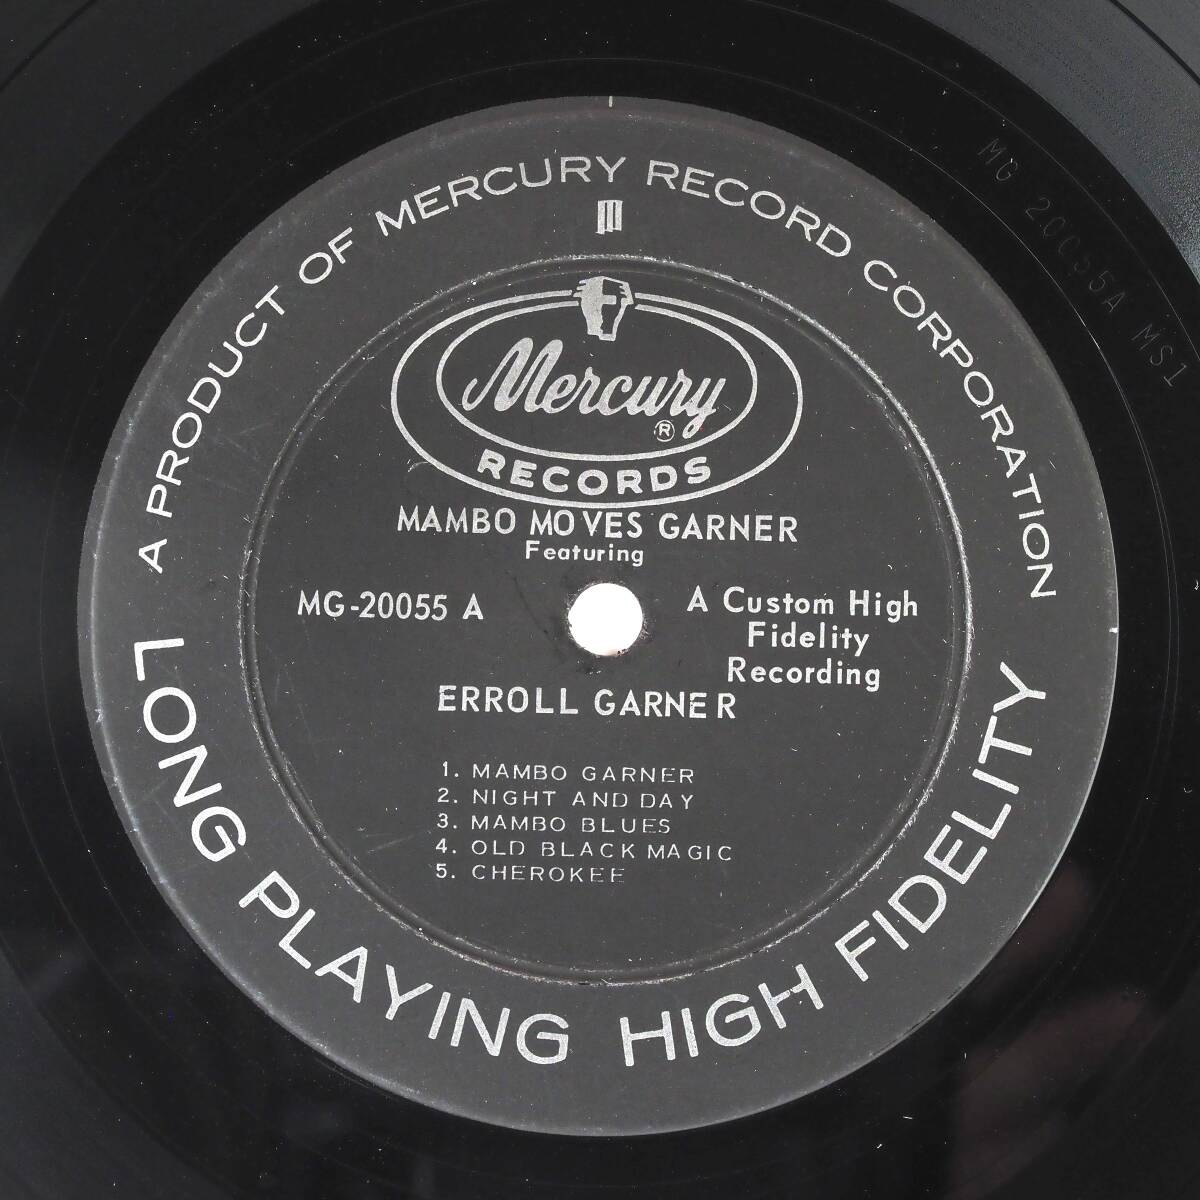 A PRODUCT OF MERCURY RECORD CORPORATION
Mercury
®
RECORDS
MAMBO MOVES GARNER
Featuring
MG-20055 A
A Custom High
Fidelity
Recording
ERROLL GARNER
1. MAMBO GARNER
2. NIGHT AND DAY
3. MAMBO BLUES
4. OLD BLACK MAGIC
5. CHEROKEE
LONG PLAYING HIGH FIDELITY
MG 20055A MS1